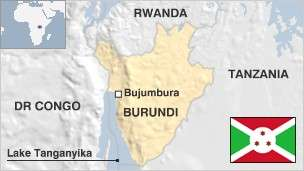 RWANDA
TANZANIA
Bujumbura
DR CONGO
BURUNDI
Lake Tanganyika